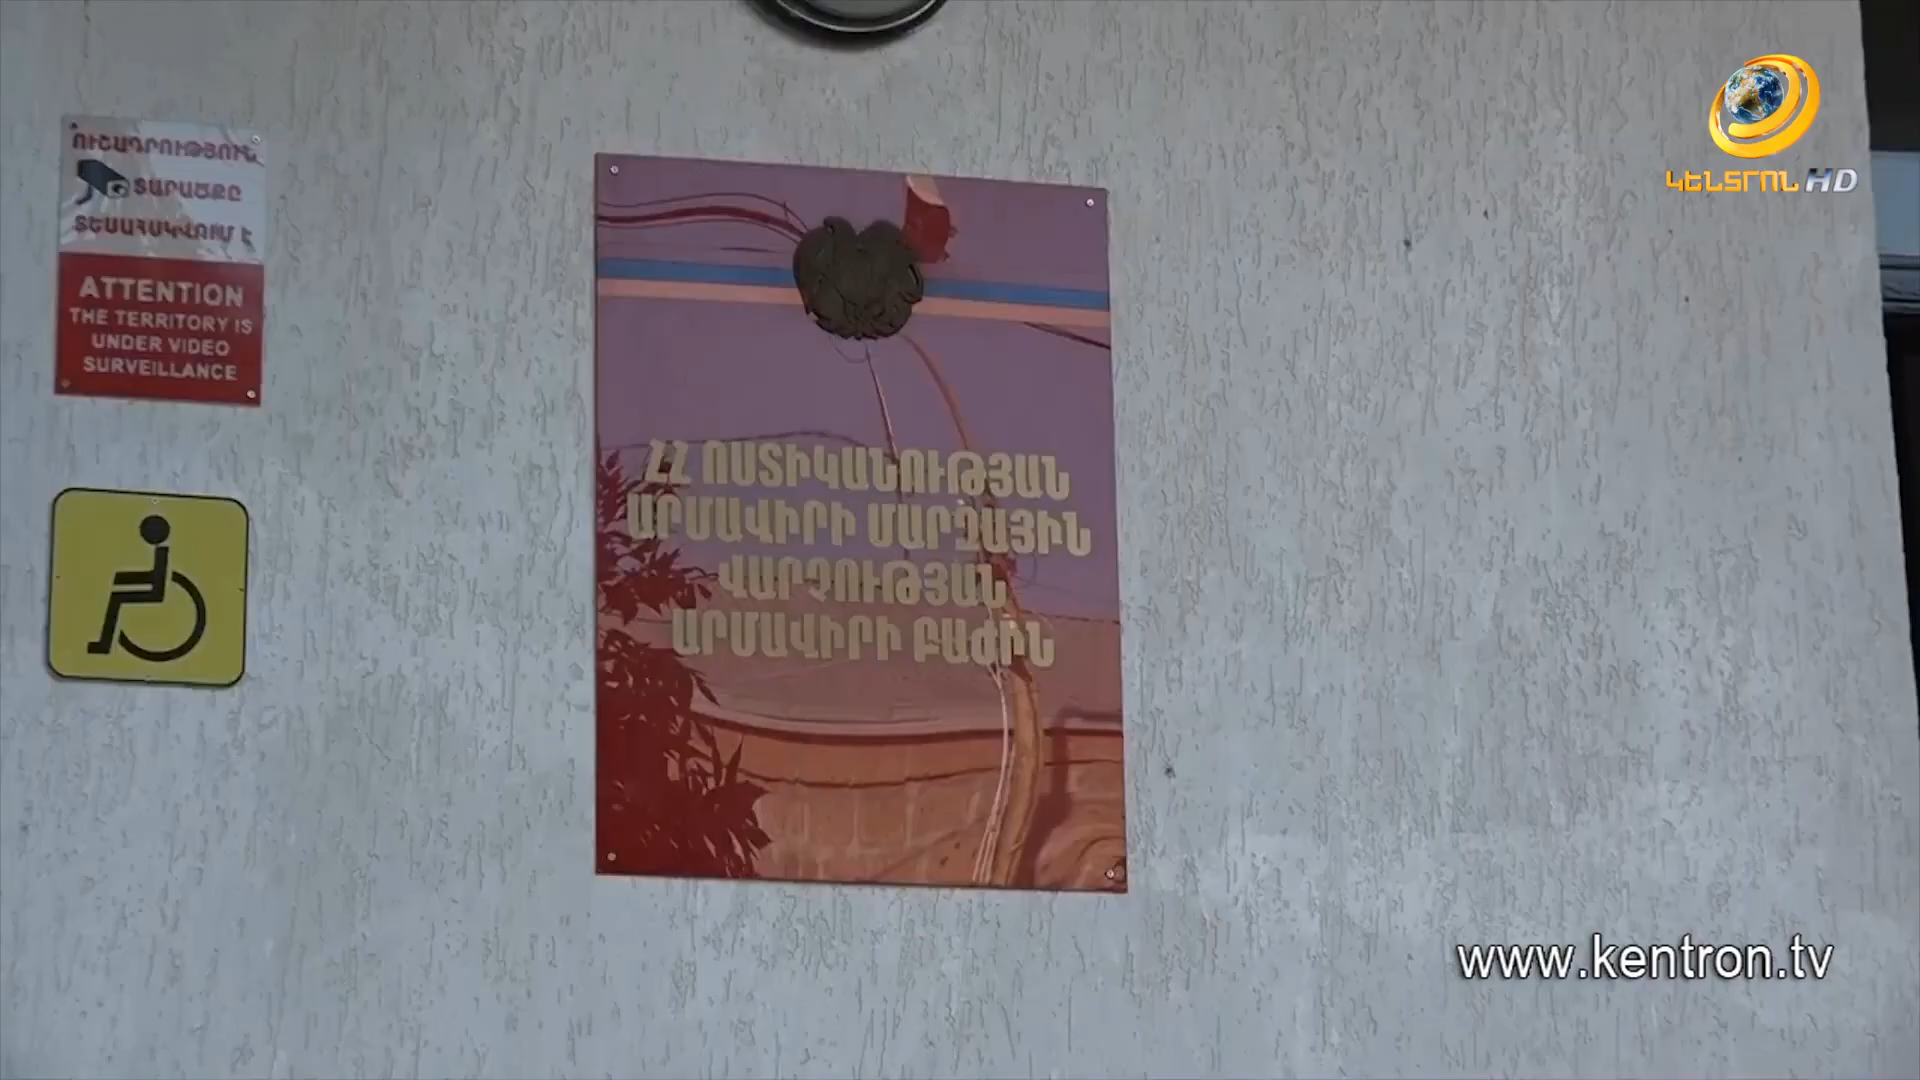 ՈՒՇԱԴՐՈՒԹՅՈՒՆ
ՏԱՐԱԾՔԸ
ՏԵՍԱՀՍԿՎՈՒՄ Է
ATTENTION
THE TERRITORY IS
UNDER VIDEO
SURVEILLANCE
ՀՀ ՈՍՏԻԿԱՆՈՒԹՅԱՆ
ԱՐՄԱՎԻՐԻ ՄԱՐԶԱՅԻՆ
ՎԱՐՉՈՒԹՅԱՆ
ԱՐՄԱՎԻՐԻ ԲԱԺԻՆ
ԿԵՆՏՐՈՆ HD
www.kentron.tv